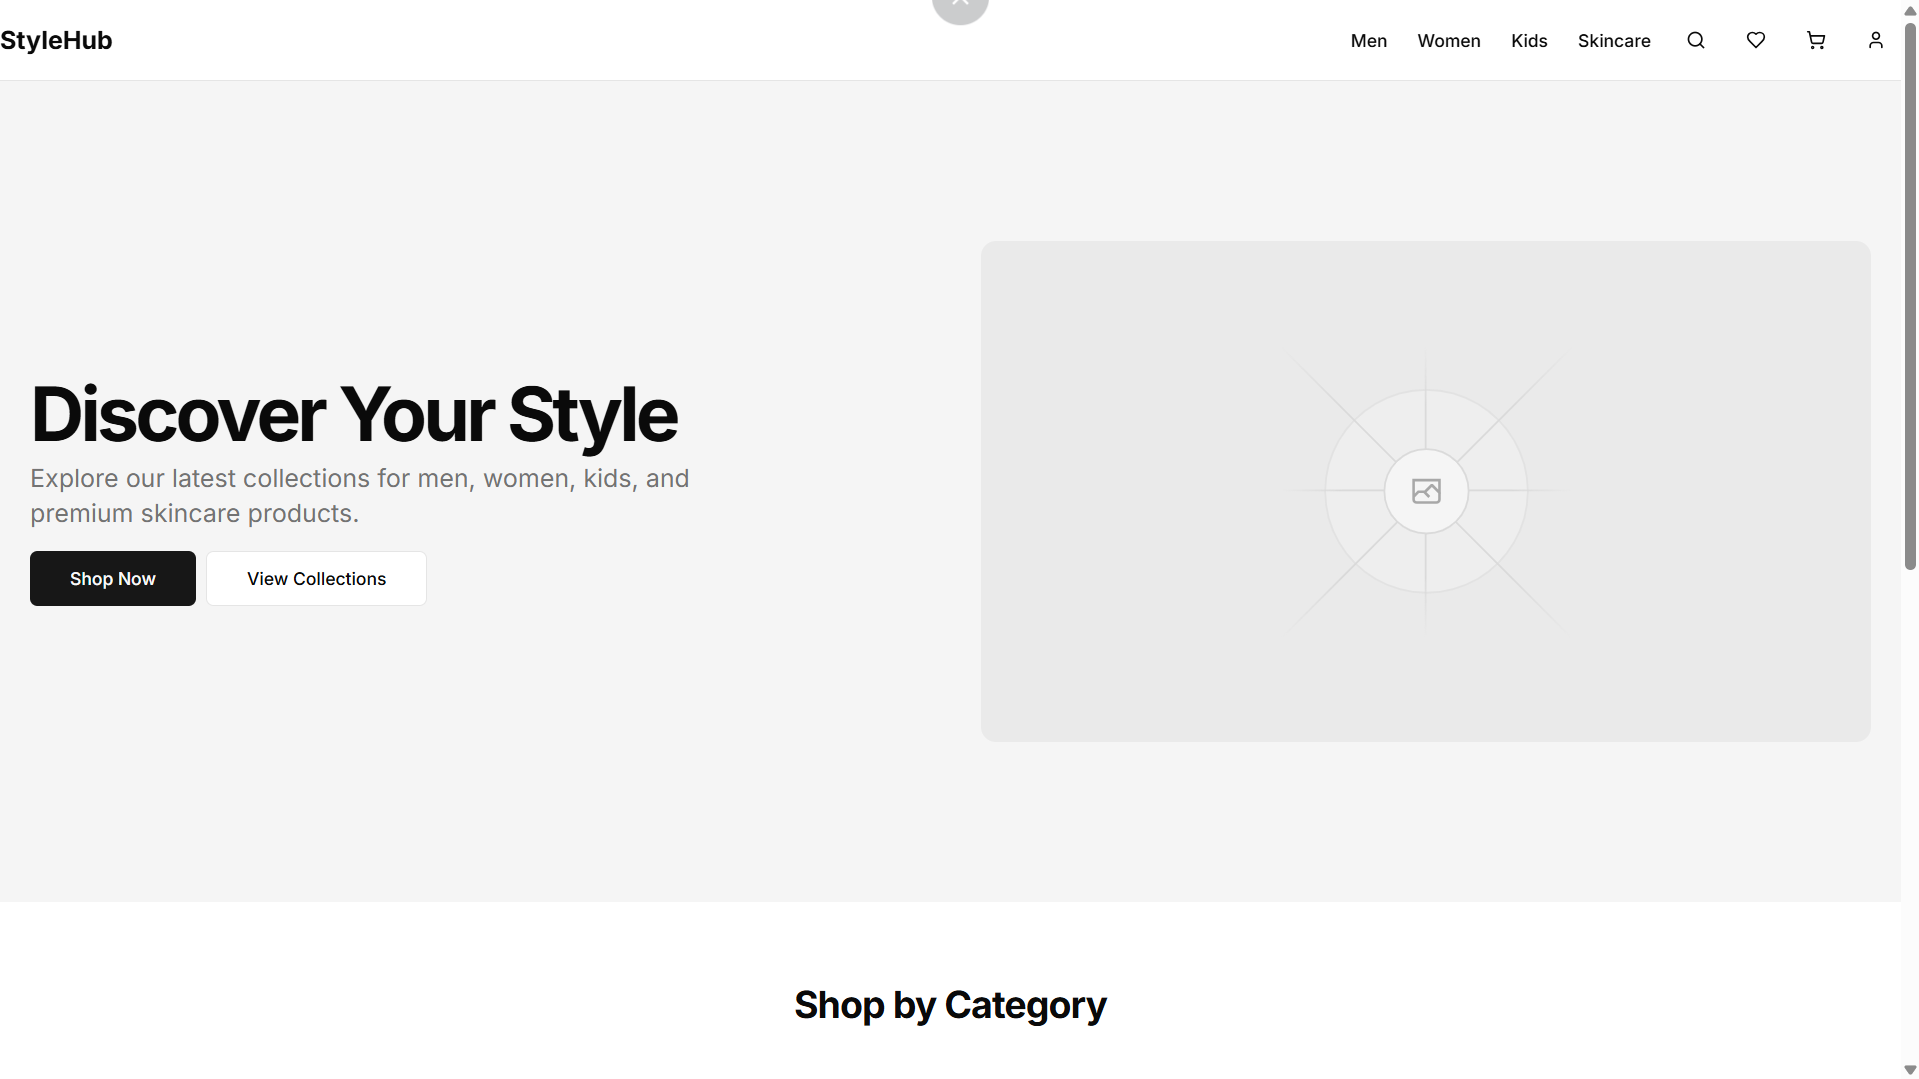 StyleHub
Men
Women
Kids
Skincare
Discover Your Style
Explore our latest collections for men, women, kids, and
premium skincare products.
Shop Now
View Collections
Shop by Category